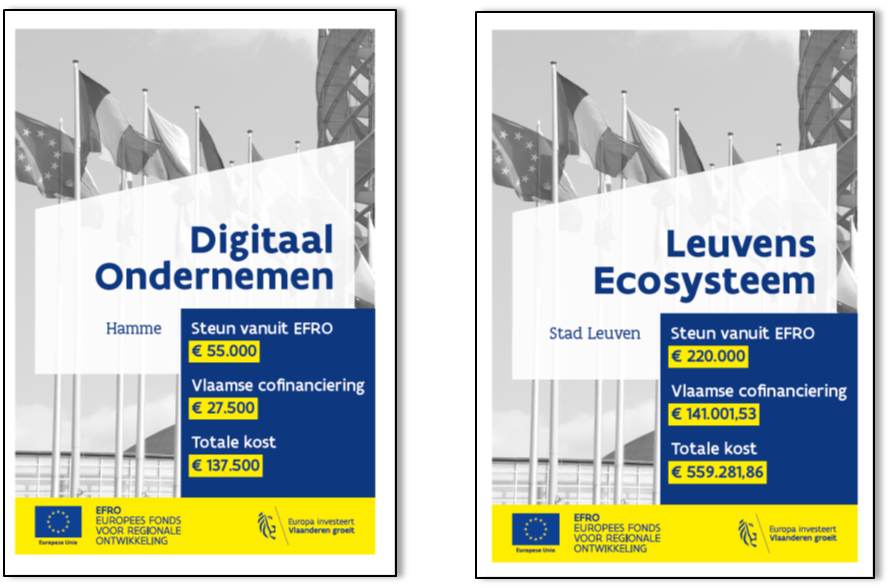 Digitaal
Ondernemen
Hamme
Steun vanuit EFRO
€ 55.000
Vlaamse cofinanciering
€ 27.500
Totale kost
€ 137.500
Europese Unie
EFRO
EUROPEES FONDS
VOOR REGIONALE
ONTWIKKELING
Europa investeert
Vlaanderen groeit
Leuvens
Ecosysteem
Stad Leuven
Steun vanuit EFRO
€ 220.000
Vlaamse cofinanciering
€ 141.001,53
Totale kost
€ 559.281,86
Europese Unie
EFRO
EUROPEES FONDS
VOOR REGIONALE
ONTWIKKELING
Europa investeert
Vlaanderen groeit